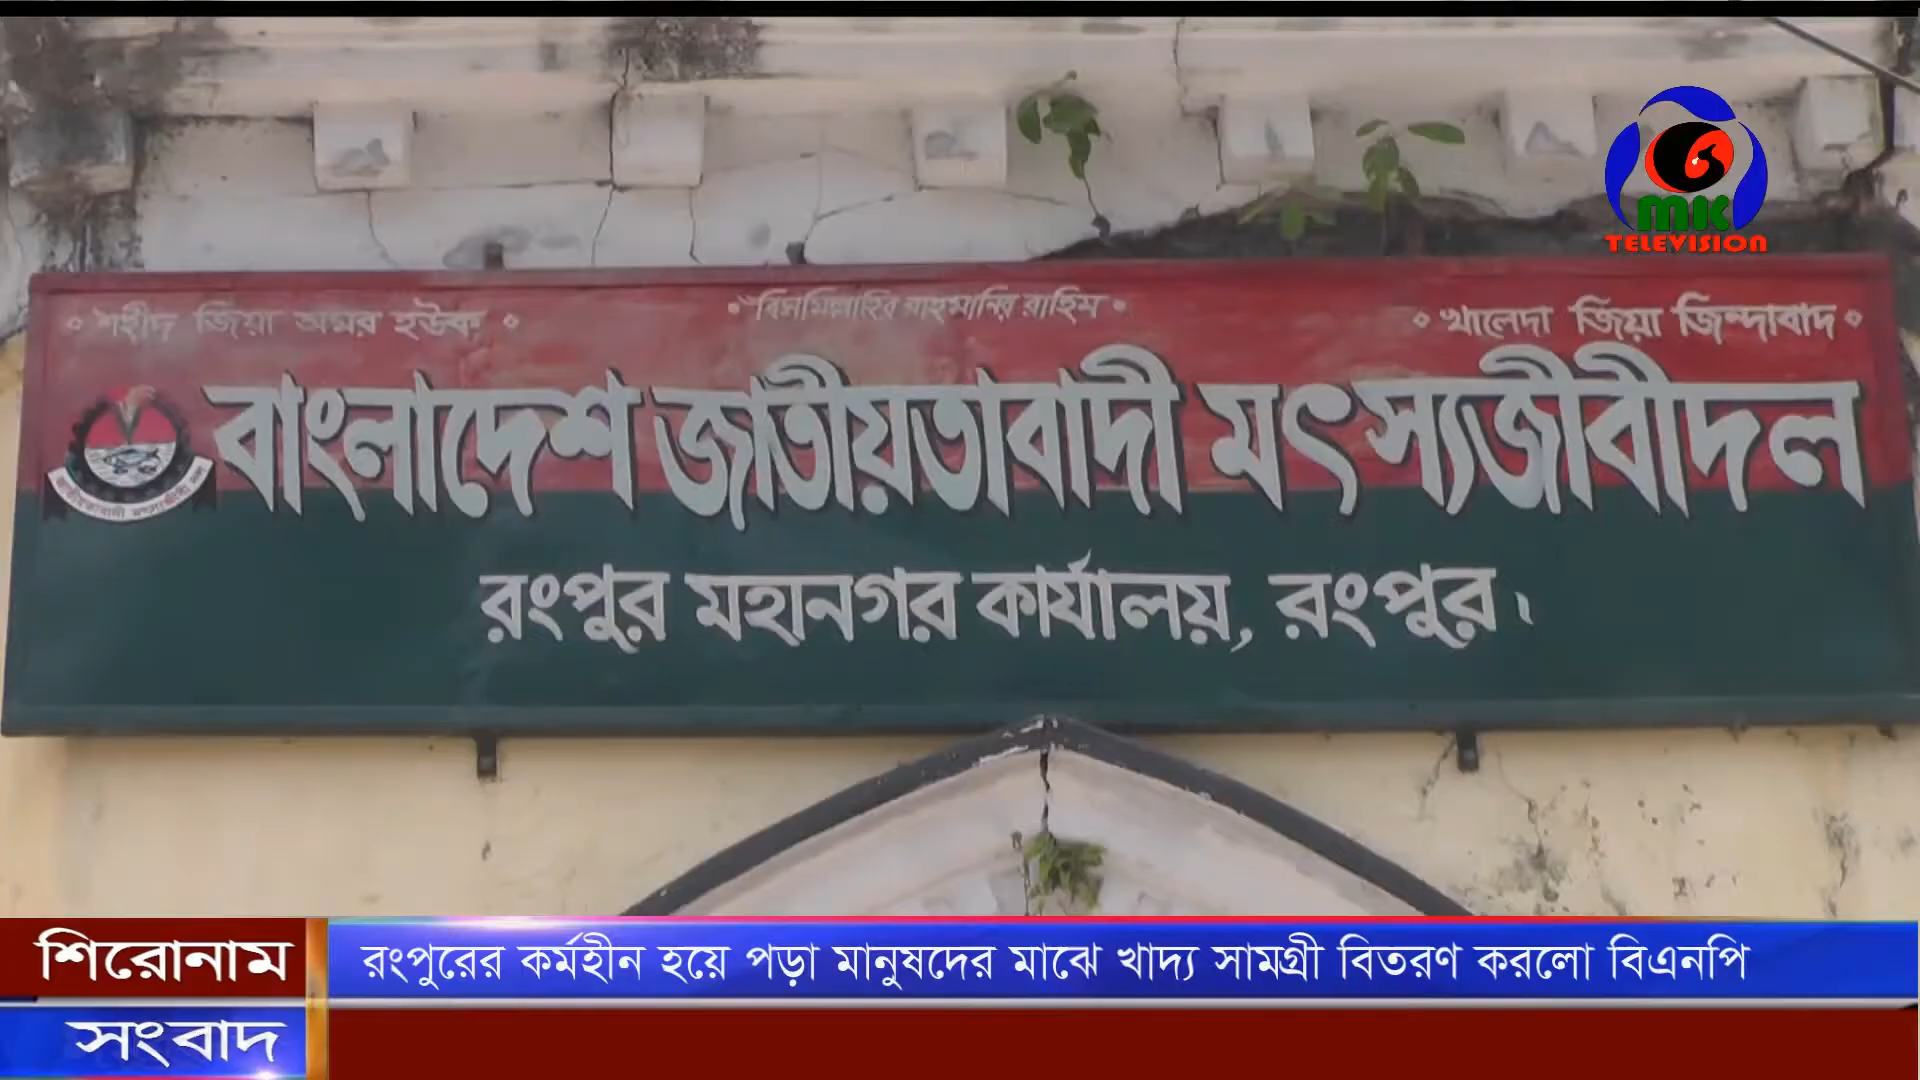 MK
TELEVISION
বিসমিল্লাহির রাহমানির রাহিম
শহীদ জিয়া অমর হউক
খালেদা জিয়া জিন্দাবাদ
বাংলাদেশ জাতীয়তাবাদী মৎস্যজীবীদল
রংপুর মহানগর কার্যালয়, রংপুর।
শিরোনাম
রংপুরের কর্মহীন হয়ে পড়া মানুষদের মাঝে খাদ্য সামগ্রী বিতরণ করলো বিএনপি
সংবাদ